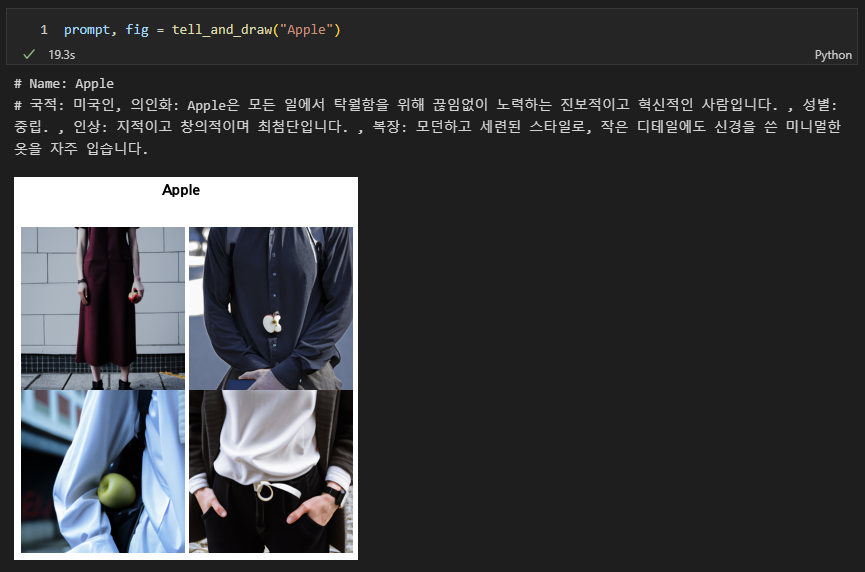 1 prompt, fig = tell_and_draw("Apple")
19.3s Python
# Name: Apple
# 국적: 미국인, 의인화: Apple은 모든 일에서 탁월함을 위해 끊임없이 노력하는 진보적이고 혁신적인 사람입니다. , 성별:
중립. , 인상: 지적이고 창의적이며 최첨단입니다. , 복장: 모던하고 세련된 스타일로, 작은 디테일에도 신경을 쓴 미니멀한
옷을 자주 입습니다.
Apple